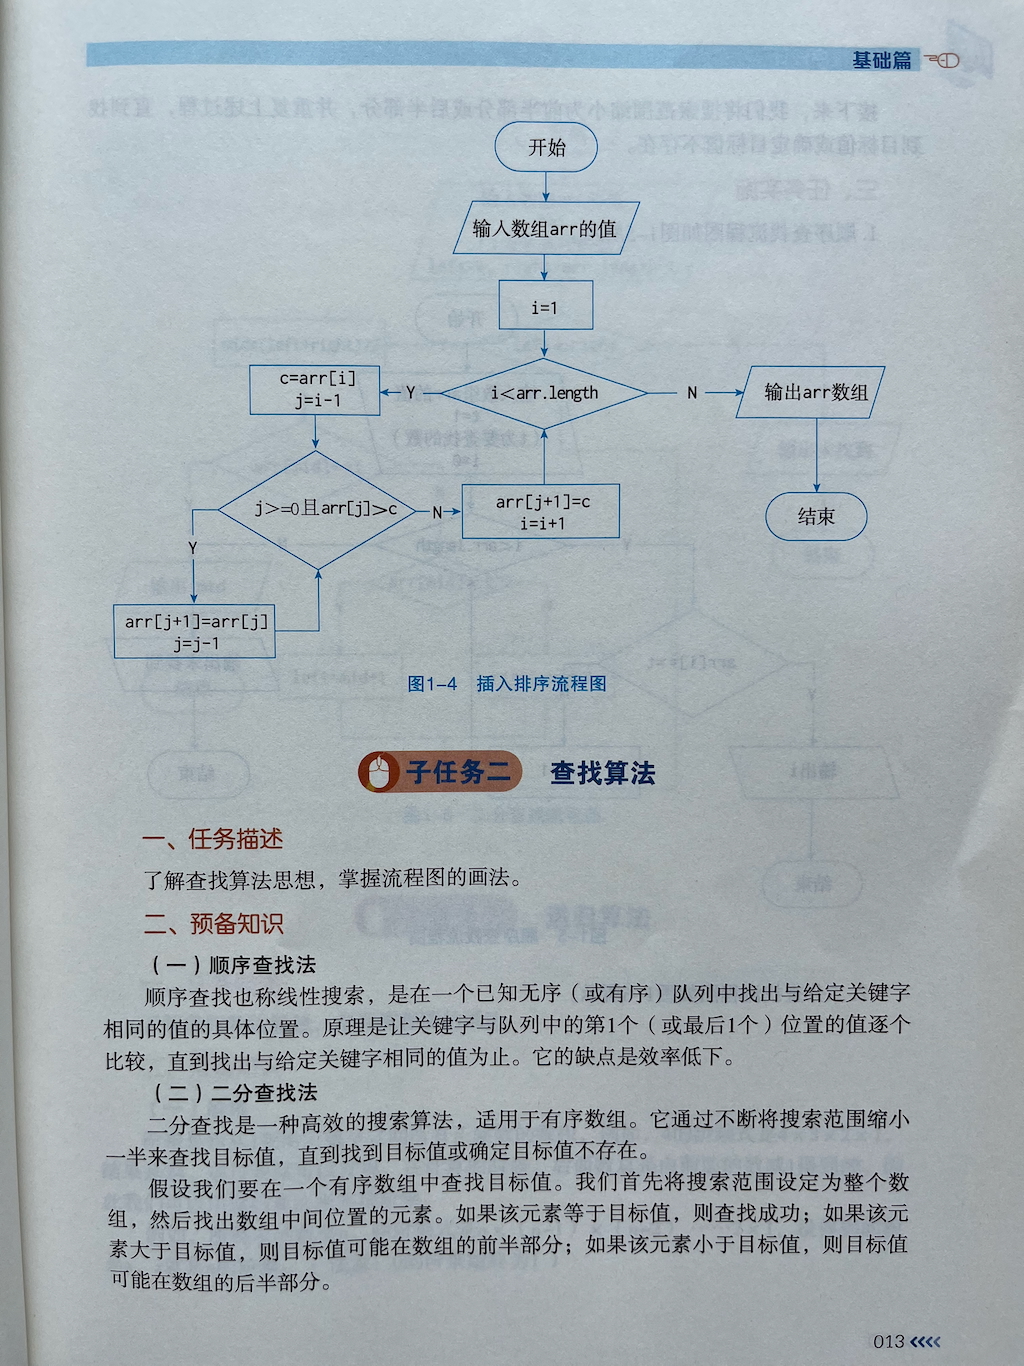 基础篇
开始
输入数组arr的值
i=1
c=arr[i]
j=i-1
Y
i<arr.length
N
输出arr数组
j>=0且arr[j]>c
N
arr[j+1]=c
i=i+1
结束
Y
arr[j+1]=arr[j]
j=j-1
图1-4 插入排序流程图
子任务二 查找算法
一、任务描述
了解查找算法思想，掌握流程图的画法。
二、预备知识
（一）顺序查找法
顺序查找也称线性搜索，是在一个已知无序（或有序）队列中找出与给定关键字
相同的值的具体位置。原理是让关键字与队列中的第1个（或最后1个）位置的值逐个
比较，直到找出与给定关键字相同的值为止。它的缺点是效率低下。
（二）二分查找法
二分查找是一种高效的搜索算法，适用于有序数组。它通过不断将搜索范围缩小
一半来查找目标值，直到找到目标值或确定目标值不存在。
假设我们要在一个有序数组中查找目标值。我们首先将搜索范围设定为整个数
组，然后找出数组中间位置的元素。如果该元素等于目标值，则查找成功；如果该元
素大于目标值，则目标值可能在数组的前半部分；如果该元素小于目标值，则目标值
可能在数组的后半部分。
013